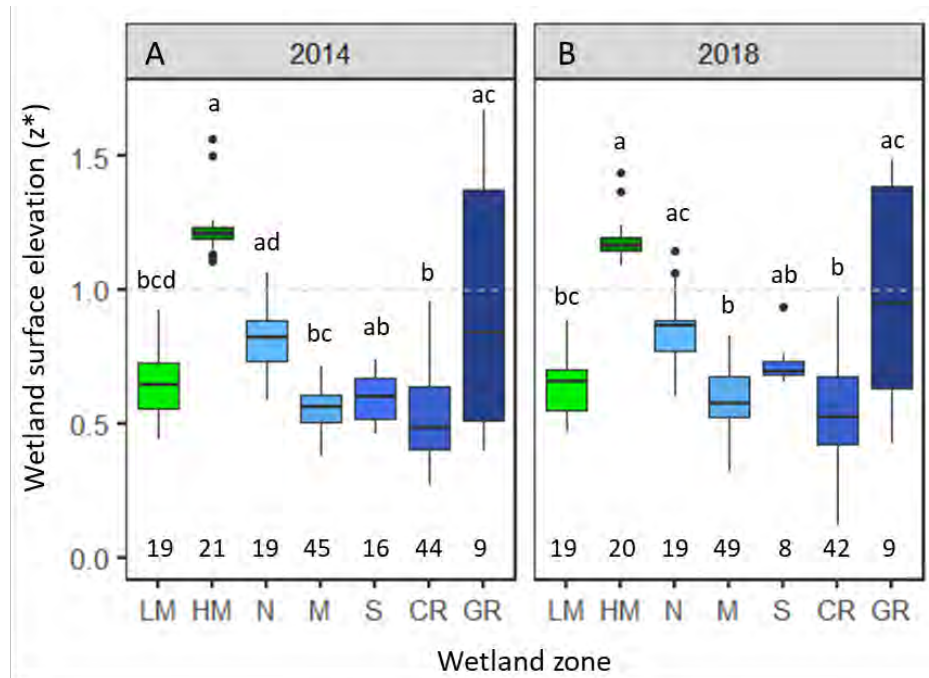 A 2014
B 2018
Wetland surface elevation (z*)
1.5
1.0
0.5
0.0
bcd a ad bc ab b ac
bc a ac b ab b ac
19 21 19 45 16 44 9
19 20 19 49 8 42 9
LM HM N M S CR GR
LM HM N M S CR GR
Wetland zone